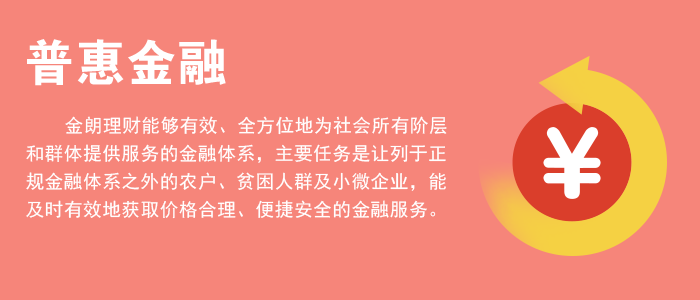 普惠金融
金朗理财能够有效、全方位地为社会所有阶层
和群体提供服务的金融体系，主要任务是让列于正
规金融体系之外的农户、贫困人群及小微企业，能
及时有效地获取价格合理、便捷安全的金融服务。
¥